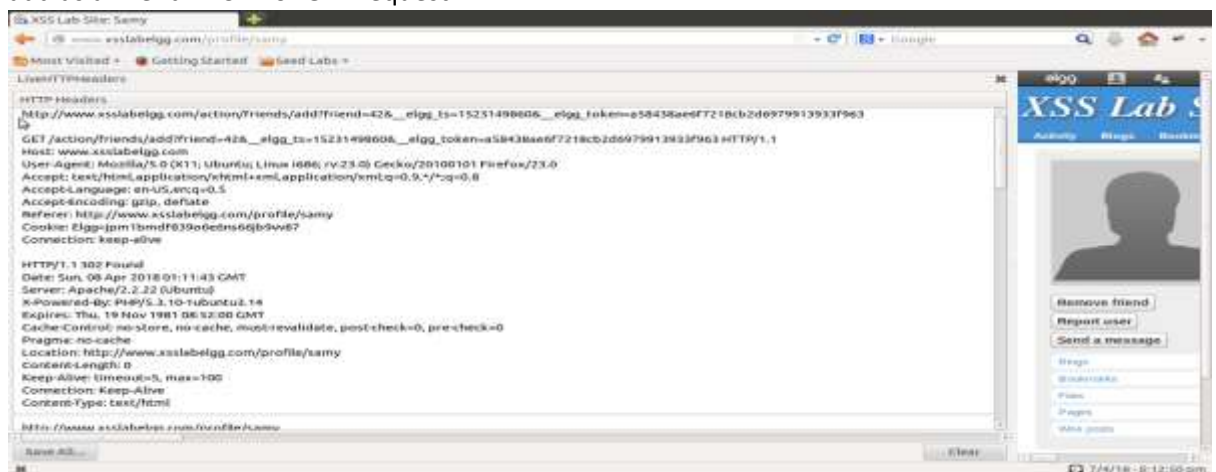 XSS Lab Site: Samy
www.xsslabelgg.com/profile/samy
Google
Most Visited
Getting Started
Seed Labs
LiveHTTPHeaders
HTTP Headers
http://www.xsslabelgg.com/action/friends/add?friend=42&__elgg_ts=1523149860&__elgg_token=
GET /action/friends/add?friend=42&__elgg_ts=1523149860&__elgg_token= HTTP/1.1
Host: www.xsslabelgg.com
User-Agent: Mozilla/5.0 (X11; Ubuntu; Linux i686; rv:23.0) Gecko/20100101 Firefox/23.0
Accept: text/html,application/xhtml+xml,application/xml;q=0.9,*/*;q=0.8
Accept-Language: en-US,en;q=0.5
Accept-Encoding: gzip, deflate
Referer: http://www.xsslabelgg.com/profile/samy
Cookie:
Connection: keep-alive
HTTP/1.1 302 Found
Date: Sun, 08 Apr 2018 01:11:43 GMT
Server: Apache/2.2.22 (Ubuntu)
X-Powered-By: PHP/5.3.10-1ubuntu3.14
Expires: Thu, 19 Nov 1981 08:52:00 GMT
Cache-Control: no-store, no-cache, must-revalidate, post-check=0, pre-check=0
Pragma: no-cache
Location: http://www.xsslabelgg.com/profile/samy
Content-Length: 0
Keep-Alive: timeout=5, max=100
Connection: Keep-Alive
Content-Type: text/html
http://www.xsslabelgg.com/profile/samy
Save All...
Clear
elgg
XSS Lab S
Activity Blogs Bookm
Remove friend
Report user
Send a message
Blogs
Bookmarks
Files
Pages
Wire posts
7/4/18 - 8:12:50 pm